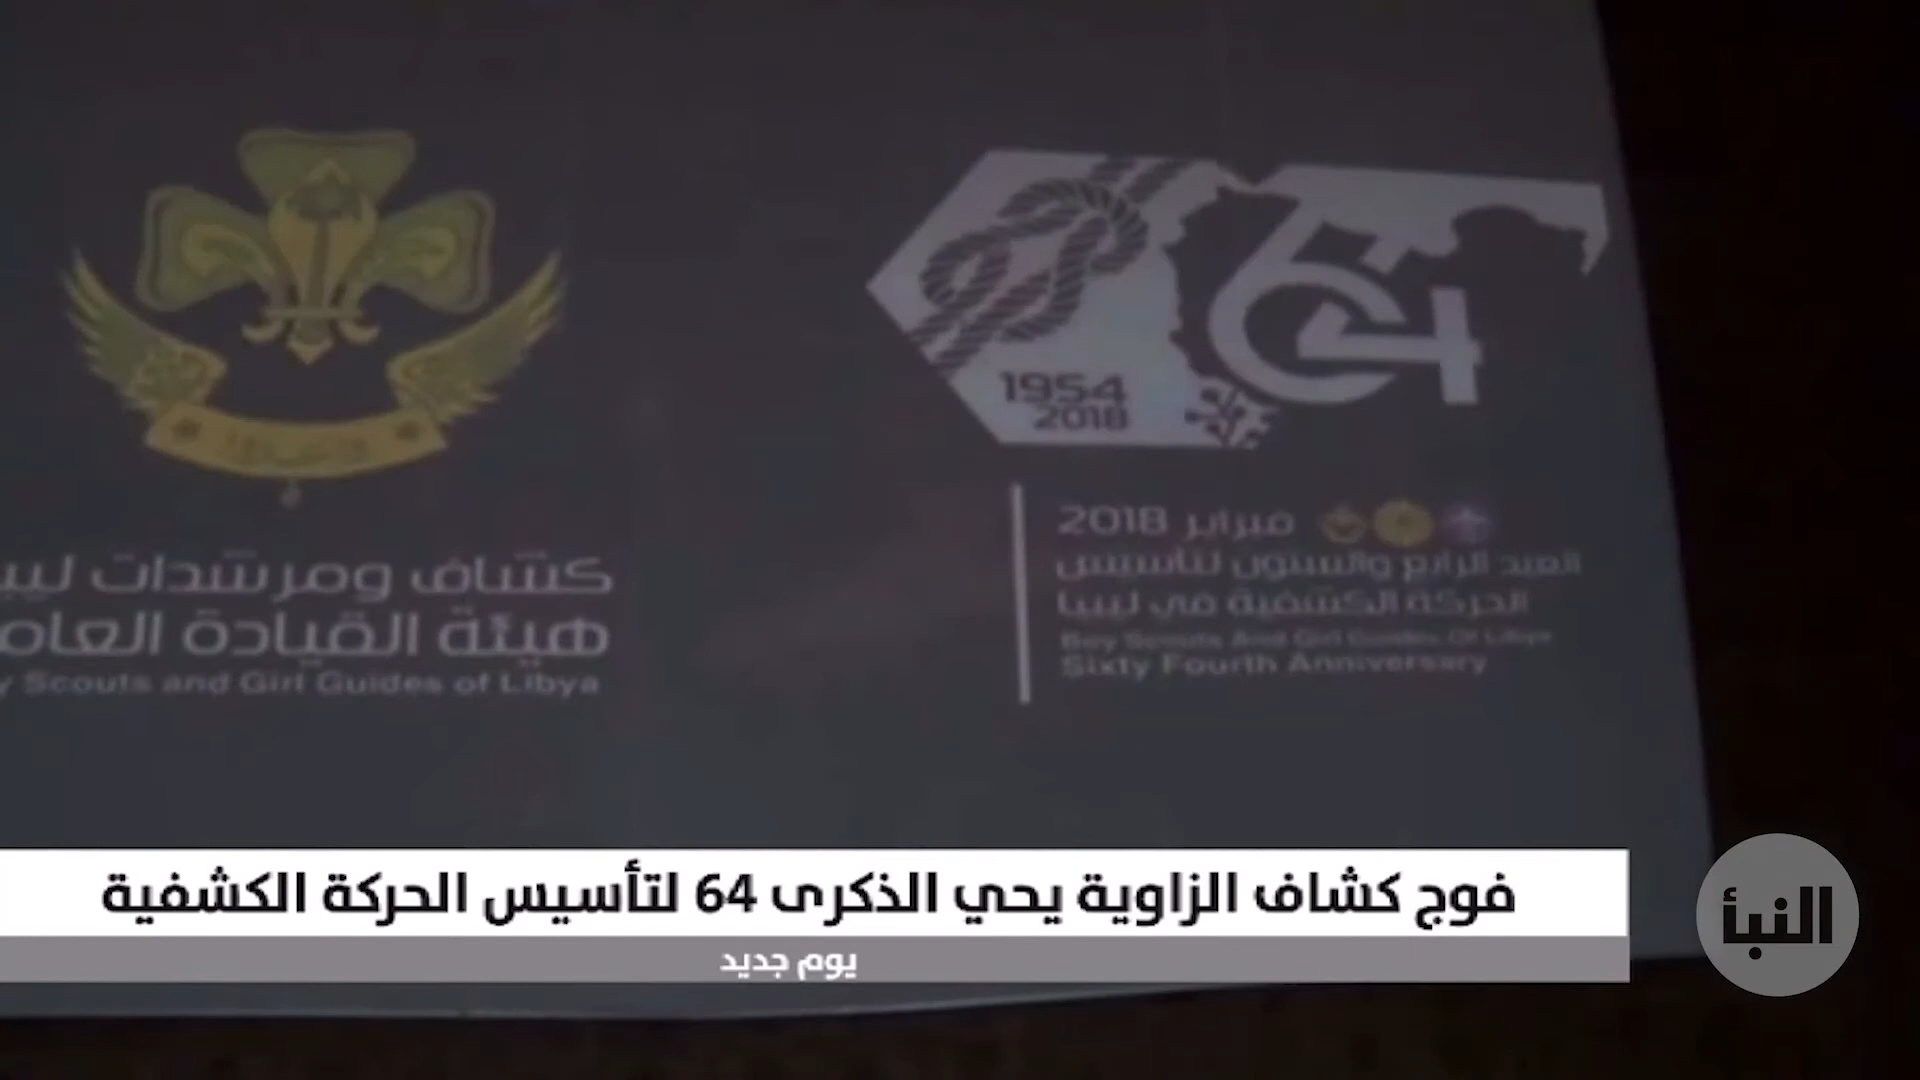 كشاف ومرشدات ليبيا
هيئة القيادة العامة
Scouts and Girl Guides of Libya
64
1954
2018
فبراير 2018
العيد الرابع والستون لتأسيس
الحركة الكشفية في ليبيا
Boy Scouts And Girl Guides Of Libya
Sixty Fourth Anniversary
فوج كشاف الزاوية يحي الذكرى 64 لتأسيس الحركة الكشفية
يوم جديد
النبأ